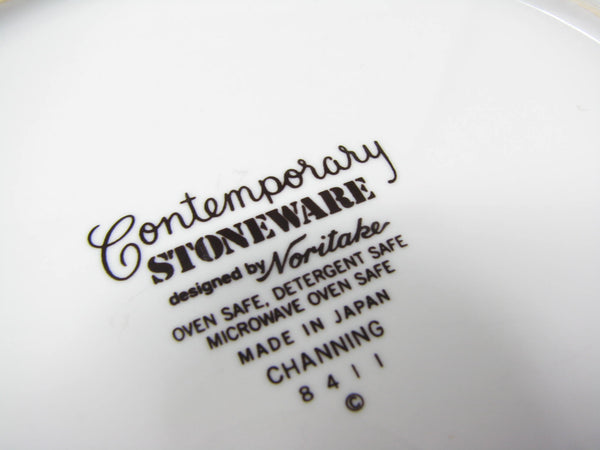 Contemporary
STONEWARE
designed by Noritake
OVEN SAFE, DETERGENT SAFE
MICROWAVE OVEN SAFE
MADE IN JAPAN
CHANNING
8411
©